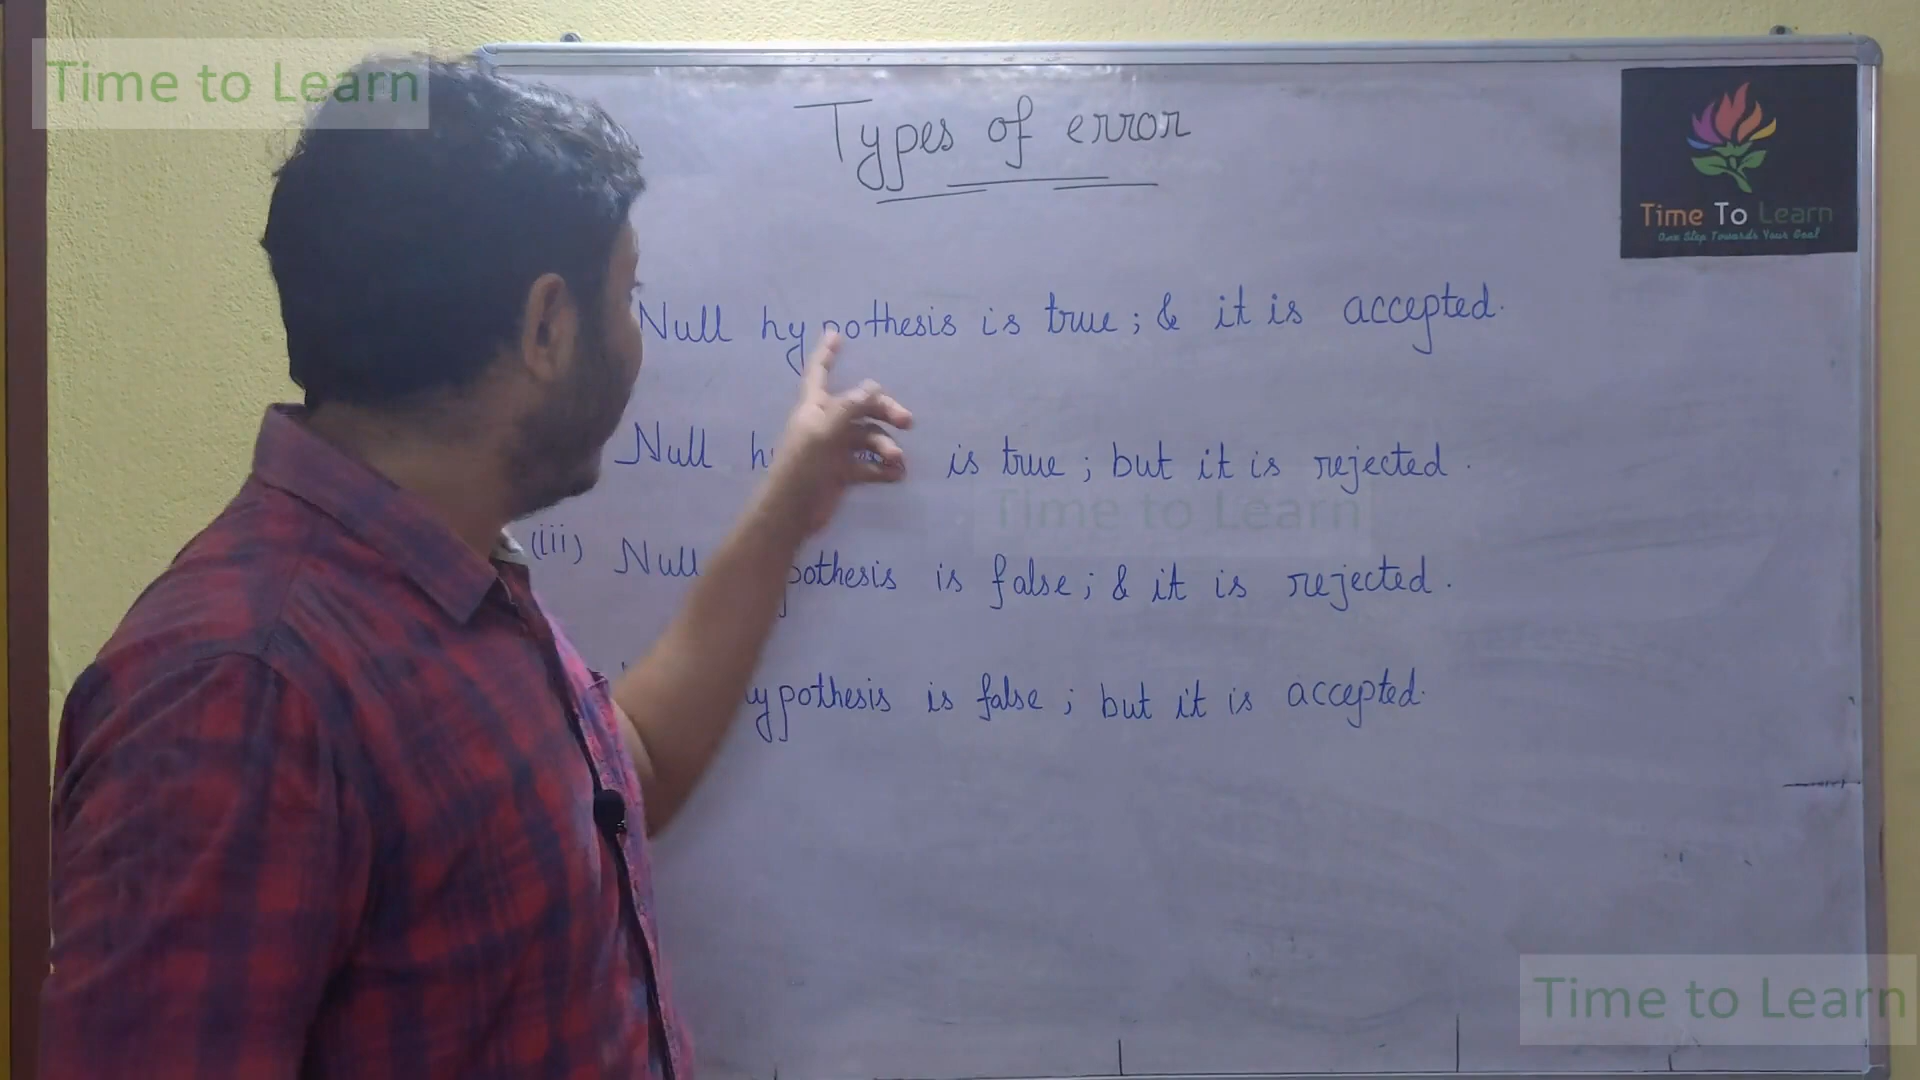 Time to Learn
Types of error
Time To Learn
One Step Towards Your Goal
Null hypothesis is true; & it is accepted.
Null is true; but it is rejected.
Time to Learn
(iii) Null is false; & it is rejected.
is false; but it is accepted.
Time to Learn